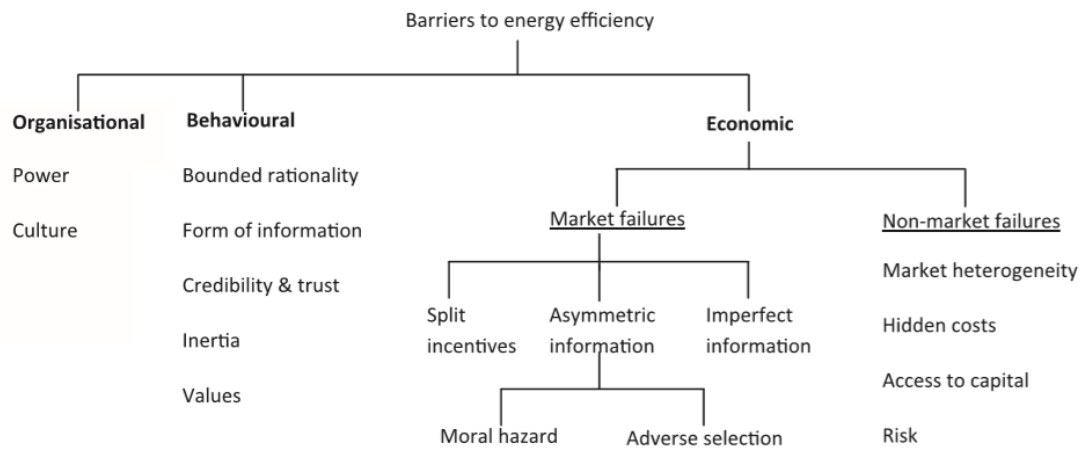 Barriers to energy efficiency
Organisational
Power
Culture
Behavioural
Bounded rationality
Form of information
Credibility & trust
Inertia
Values
Economic
Market failures
Split
incentives
Asymmetric
information
Moral hazard
Adverse selection
Imperfect
information
Non-market failures
Market heterogeneity
Hidden costs
Access to capital
Risk